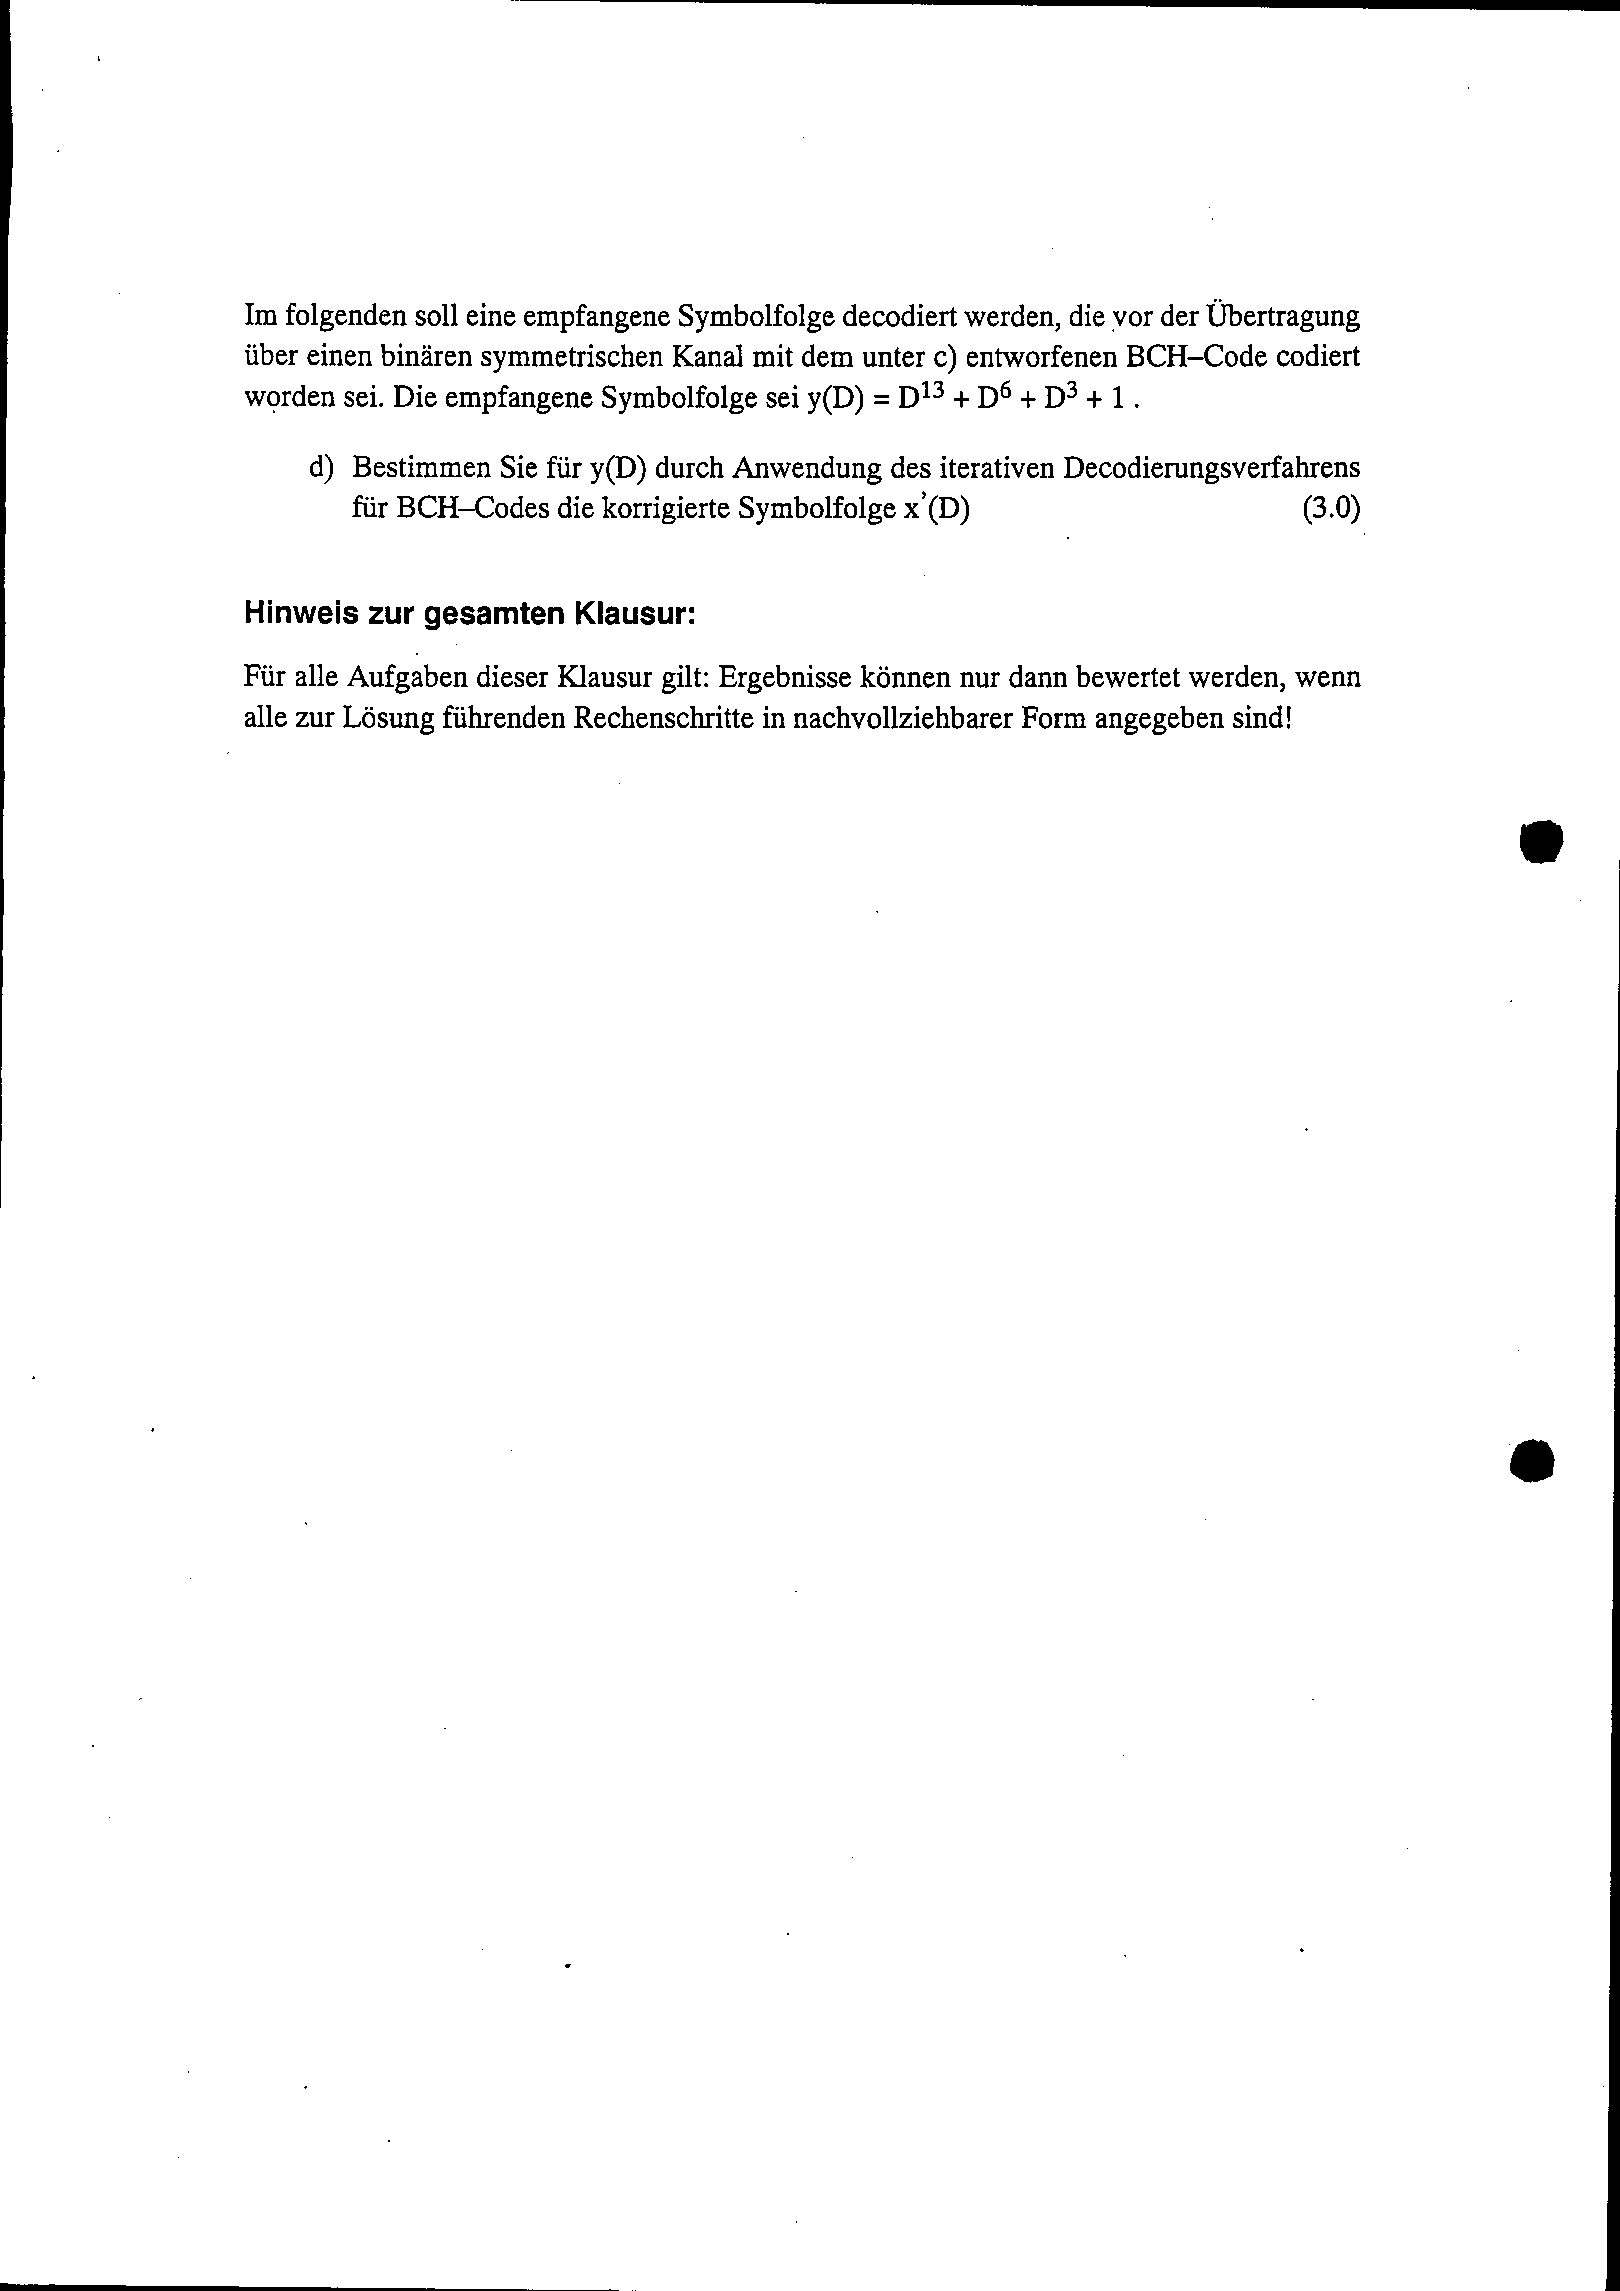 Im folgenden soll eine empfangene Symbolfolge decodiert werden, die vor der Übertragung
über einen binären symmetrischen Kanal mit dem unter c) entworfenen BCH–Code codiert
worden sei. Die empfangene Symbolfolge sei y(D) = D¹³ + D⁶ + D³ + 1 .
d) Bestimmen Sie für y(D) durch Anwendung des iterativen Decodierungsverfahrens
für BCH–Codes die korrigierte Symbolfolge x’(D) (3.0)
Hinweis zur gesamten Klausur:
Für alle Aufgaben dieser Klausur gilt: Ergebnisse können nur dann bewertet werden, wenn
alle zur Lösung führenden Rechenschritte in nachvollziehbarer Form angegeben sind!